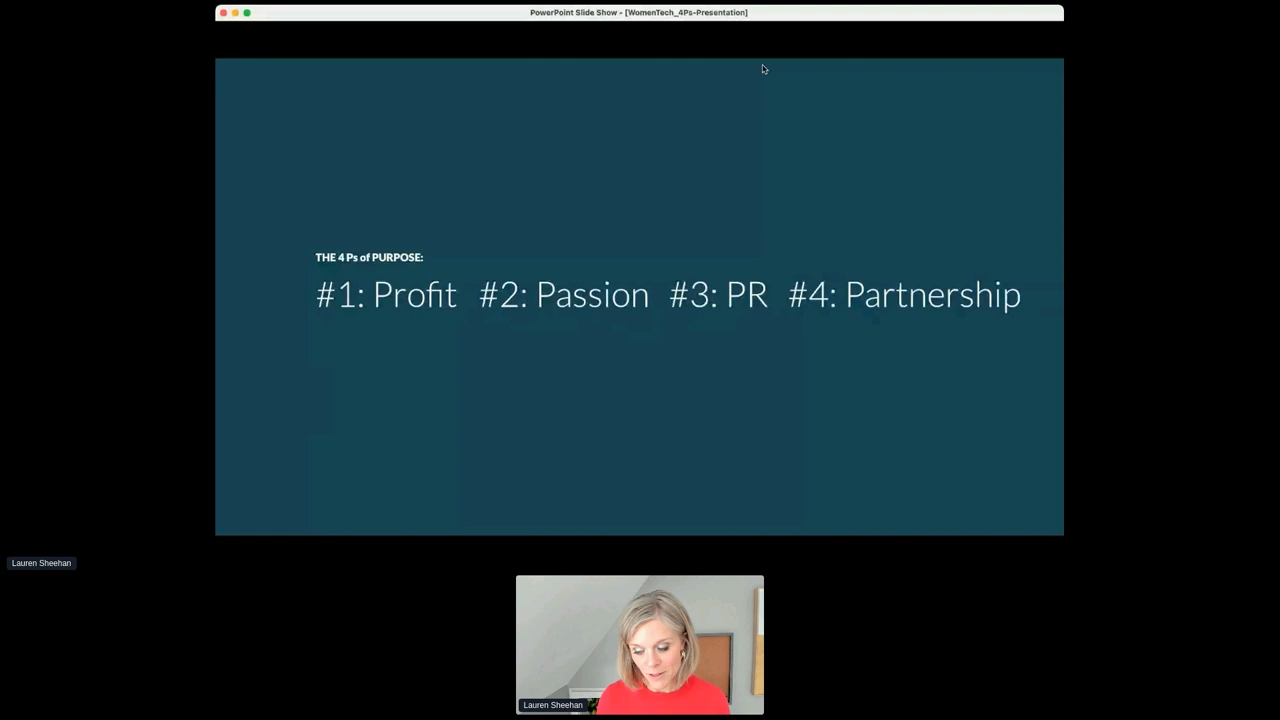 PowerPoint Slide Show - [WomenTech_4Ps-Presentation]
THE 4 Ps of PURPOSE:
#1: Profit #2: Passion #3: PR #4: Partnership
Lauren Sheehan
Lauren Sheehan